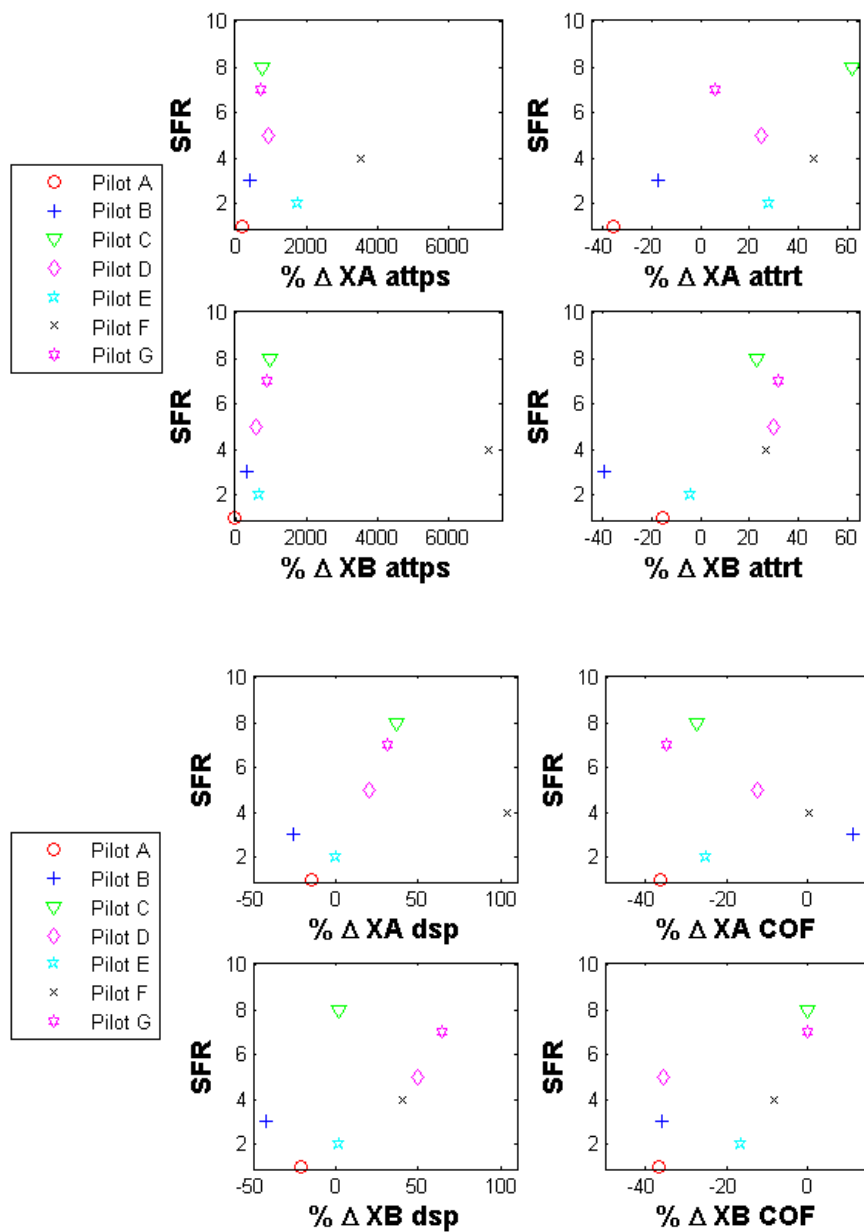 10
8
6
4
2
SFR
0 2000 4000 6000
% Δ XA attps
10
8
6
4
2
SFR
-40 -20 0 20 40 60
% Δ XA attrt
Pilot A
Pilot B
Pilot C
Pilot D
Pilot E
Pilot F
Pilot G
10
8
6
4
2
SFR
0 2000 4000 6000
% Δ XB attps
10
8
6
4
2
SFR
-40 -20 0 20 40 60
% Δ XB attrt
10
8
6
4
2
SFR
-50 0 50 100
% Δ XA dsp
10
8
6
4
2
SFR
-40 -20 0
% Δ XA COF
Pilot A
Pilot B
Pilot C
Pilot D
Pilot E
Pilot F
Pilot G
10
8
6
4
2
SFR
-50 0 50 100
% Δ XB dsp
10
8
6
4
2
SFR
-40 -20 0
% Δ XB COF